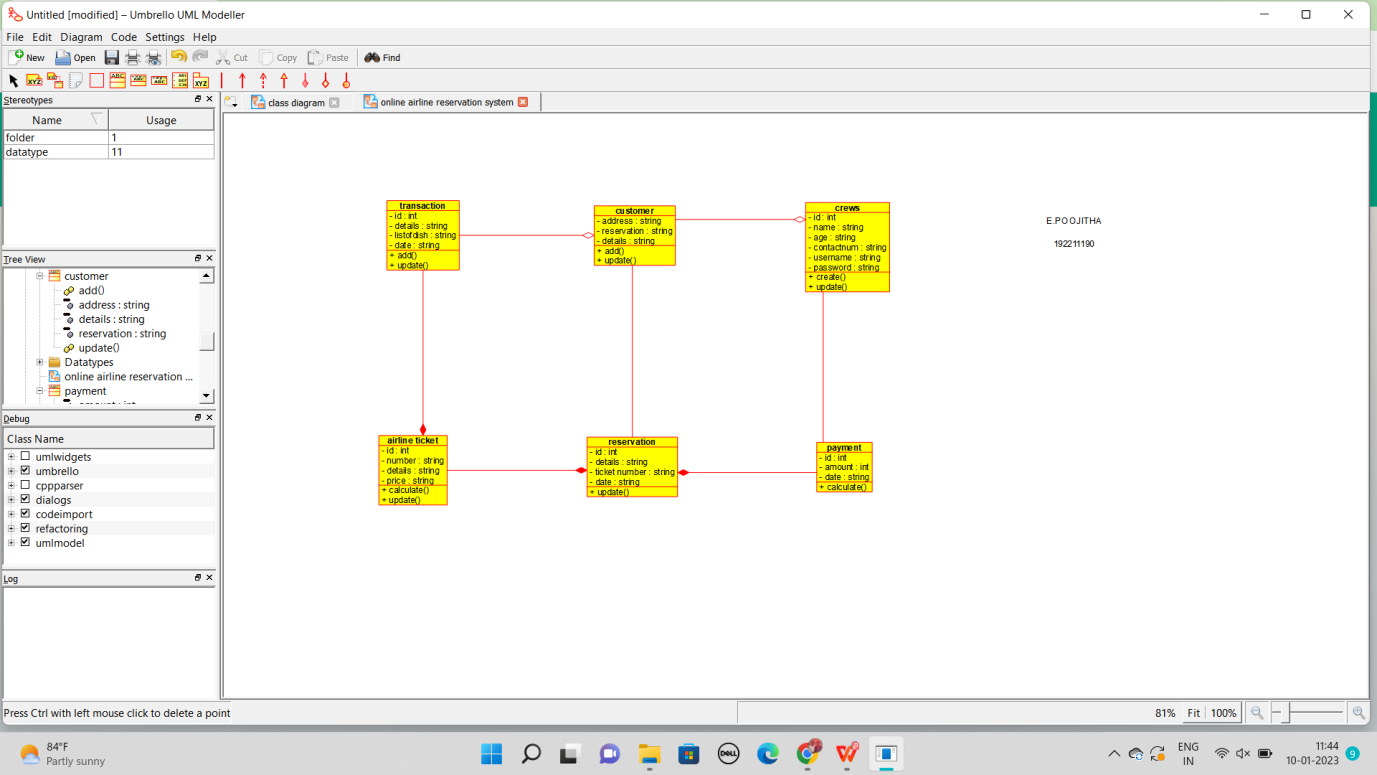 Untitled [modified] – Umbrello UML Modeller
File Edit Diagram Code Settings Help
New Open Cut Copy Paste Find
Stereotypes
class diagram
online airline reservation system
Name Usage
folder 1
datatype 11
Tree View
customer
add()
address : string
details : string
reservation : string
update()
Datatypes
online airline reservation ...
payment
Debug
Class Name
umlwidgets
umbrello
cppparser
dialogs
codeimport
refactoring
umlmodel
Log
transaction
- id : int
- details : string
- listofdish : string
- date : string
+ add()
+ update()
customer
- address : string
- reservation : string
- details : string
+ add()
+ update()
crews
- id : int
- name : string
- age : string
- contactnum : string
- username : string
- password : string
+ create()
+ update()
E.POOJITHA
192211190
airline ticket
- id : int
- number : string
- details : string
- price : string
+ calculate()
+ update()
reservation
- id : int
- details : string
- ticket number : string
- date : string
+ update()
payment
- id : int
- amount : int
- date : string
+ calculate()
Press Ctrl with left mouse click to delete a point
81% Fit 100%
84°F
Partly sunny
DELL
ENG
IN
11:44
10-01-2023
9